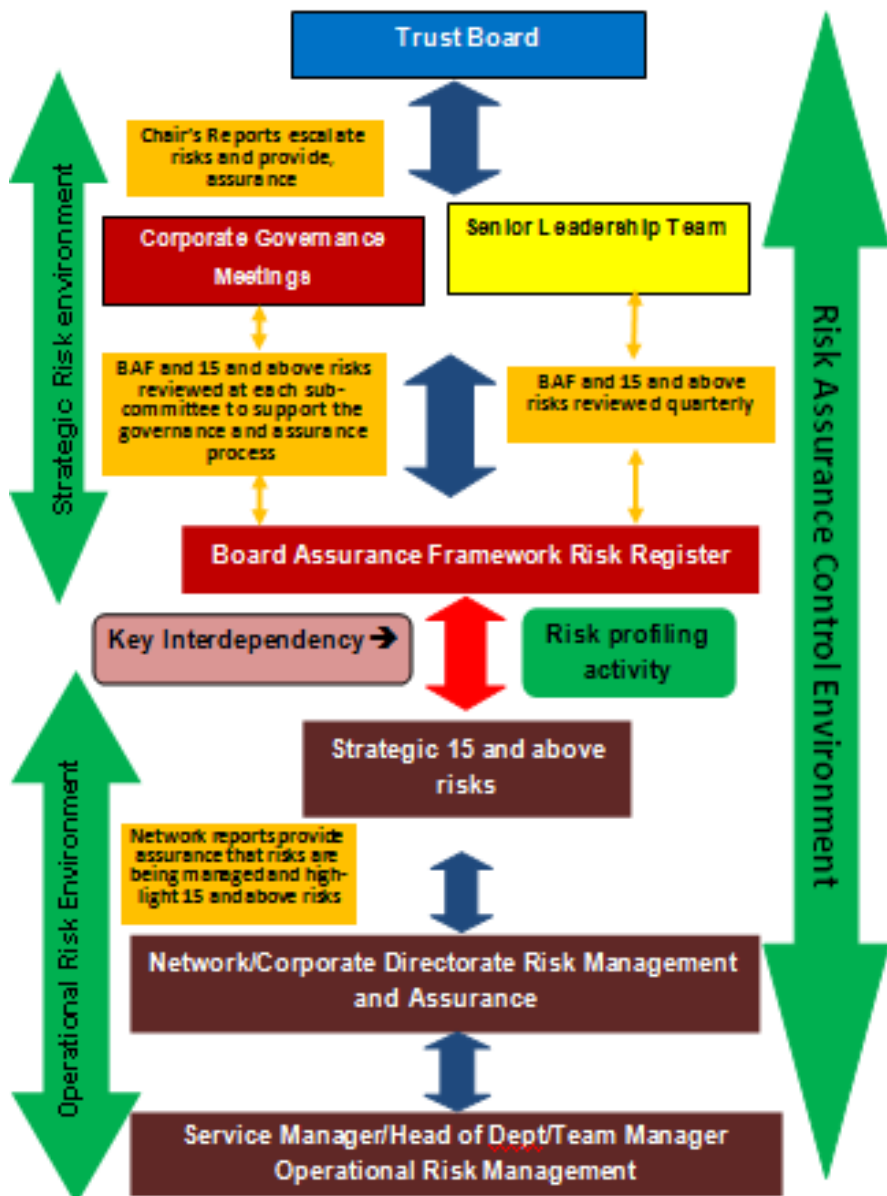 Trust Board
Chair's Reports escalate
risks and provide,
assurance
Corporate Governance
Meetings
Senior Leadership Team
BAF and 15 and above risks
reviewed at each sub-
committee to support the
governance and assurance
process
BAF and 15 and above
risks reviewed quarterly
Board Assurance Framework Risk Register
Key Interdependency →
Risk profiling
activity
Strategic 15 and above
risks
Network reports provide
assurance that risks are
being managed and high-
light 15 and above risks
Network/Corporate Directorate Risk Management
and Assurance
Service Manager/Head of Dept/Team Manager
Operational Risk Management
Strategic Risk environment
Operational Risk Environment
Risk Assurance Control Environment